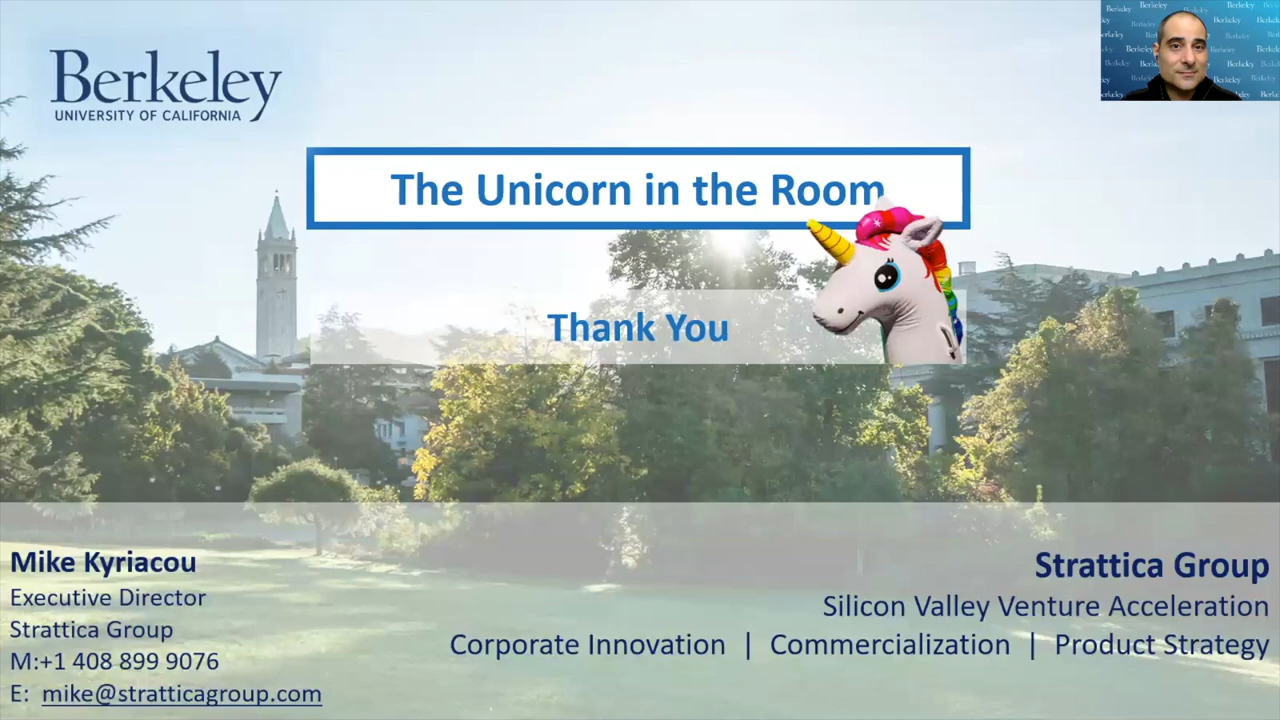 Berkeley
UNIVERSITY OF CALIFORNIA
The Unicorn in the Room
Thank You
Mike Kyriacou
Executive Director
Strattica Group
M:+1 408 899 9076
E: mike@stratticagroup.com
Strattica Group
Silicon Valley Venture Acceleration
Corporate Innovation | Commercialization | Product Strategy